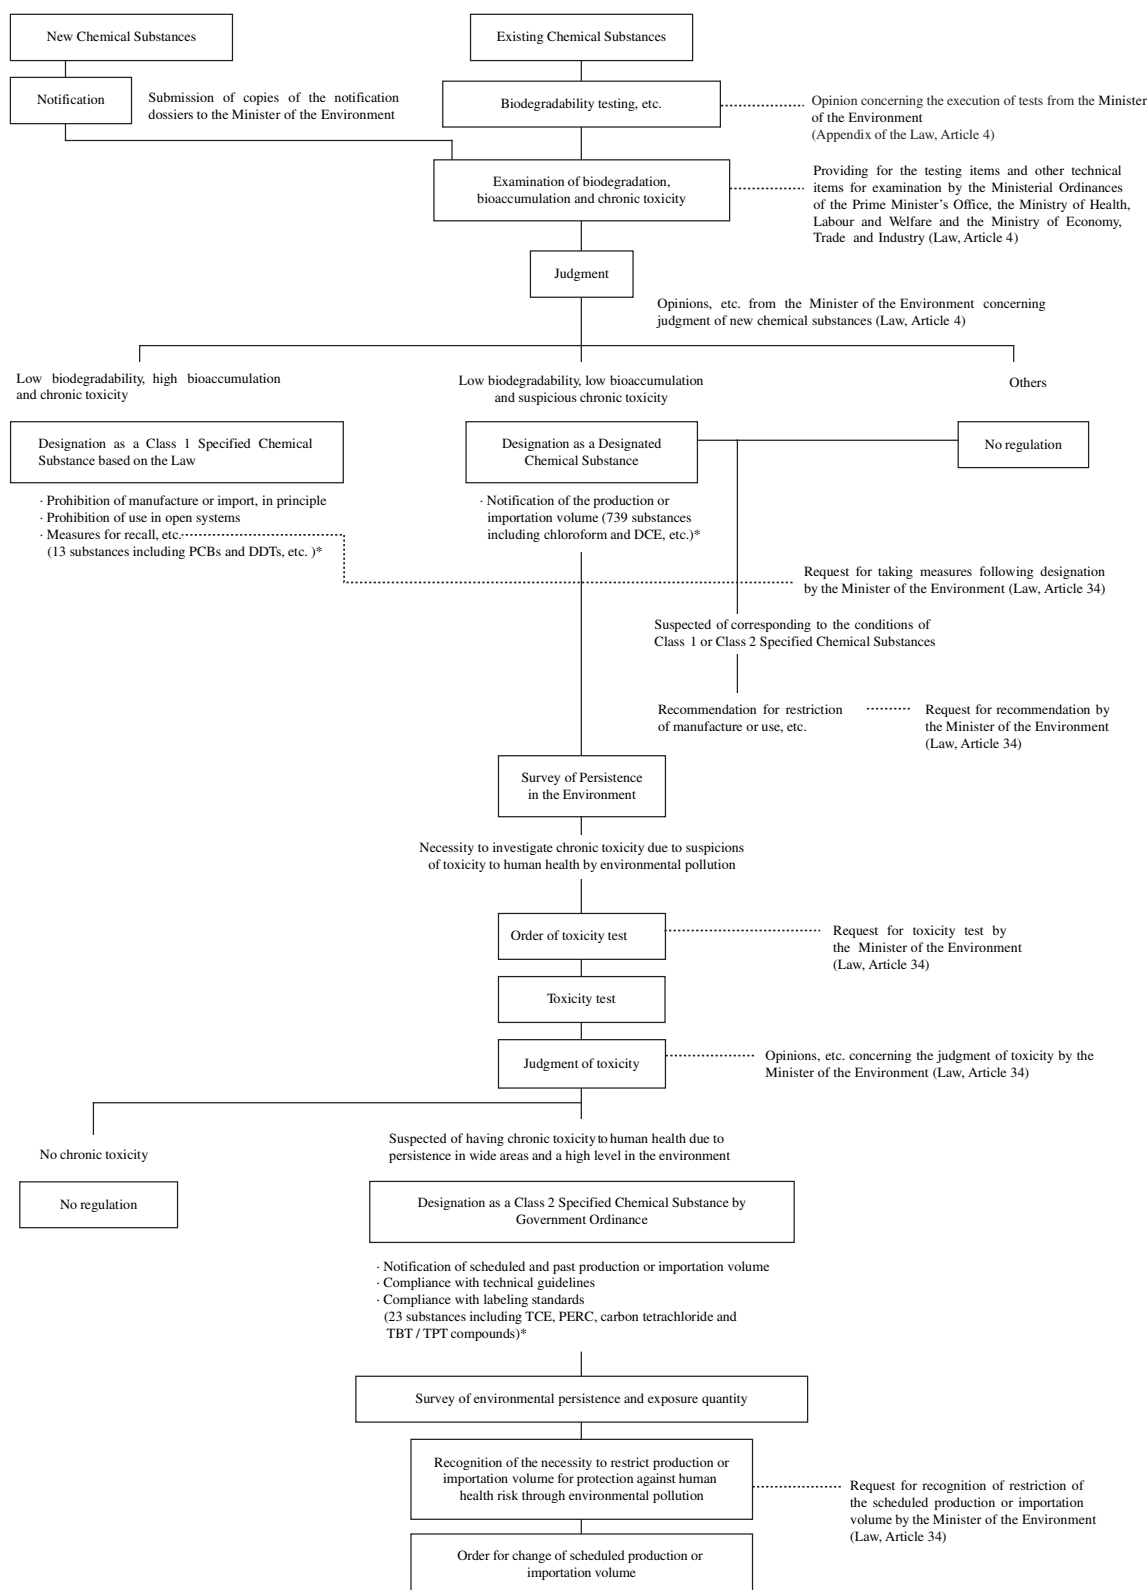 New Chemical Substances
Existing Chemical Substances
Notification
Submission of copies of the notification
dossiers to the Minister of the Environment
Biodegradability testing, etc.
Opinion concerning the execution of tests from the Minister
of the Environment
(Appendix of the Law, Article 4)
Examination of biodegradation,
bioaccumulation and chronic toxicity
Providing for the testing items and other technical
items for examination by the Ministerial Ordinances
of the Prime Minister's Office, the Ministry of Health,
Labour and Welfare and the Ministry of Economy,
Trade and Industry (Law, Article 4)
Judgment
Opinions, etc. from the Minister of the Environment concerning
judgment of new chemical substances (Law, Article 4)
Low biodegradability, high bioaccumulation
and chronic toxicity
Low biodegradability, low bioaccumulation
and suspicious chronic toxicity
Others
Designation as a Class 1 Specified Chemical
Substance based on the Law
Designation as a Designated
Chemical Substance
No regulation
· Prohibition of manufacture or import, in principle
· Prohibition of use in open systems
· Measures for recall, etc.
(13 substances including PCBs and DDTs, etc. )*
· Notification of the production or
importation volume (739 substances
including chloroform and DCE, etc.)*
Request for taking measures following designation
by the Minister of the Environment (Law, Article 34)
Suspected of corresponding to the conditions of
Class 1 or Class 2 Specified Chemical Substances
Recommendation for restriction
of manufacture or use, etc.
Request for recommendation by
the Minister of the Environment
(Law, Article 34)
Survey of Persistence
in the Environment
Necessity to investigate chronic toxicity due to suspicions
of toxicity to human health by environmental pollution
Order of toxicity test
Request for toxicity test by
the Minister of the Environment
(Law, Article 34)
Toxicity test
Judgment of toxicity
Opinions, etc. concerning the judgment of toxicity by the
Minister of the Environment (Law, Article 34)
No chronic toxicity
Suspected of having chronic toxicity to human health due to
persistence in wide areas and a high level in the environment
No regulation
Designation as a Class 2 Specified Chemical Substance by
Government Ordinance
· Notification of scheduled and past production or importation volume
· Compliance with technical guidelines
· Compliance with labeling standards
(23 substances including TCE, PERC, carbon tetrachloride and
TBT / TPT compounds)*
Survey of environmental persistence and exposure quantity
Recognition of the necessity to restrict production or
importation volume for protection against human
health risk through environmental pollution
Request for recognition of restriction of
the scheduled production or importation
volume by the Minister of the Environment
(Law, Article 34)
Order for change of scheduled production or
importation volume